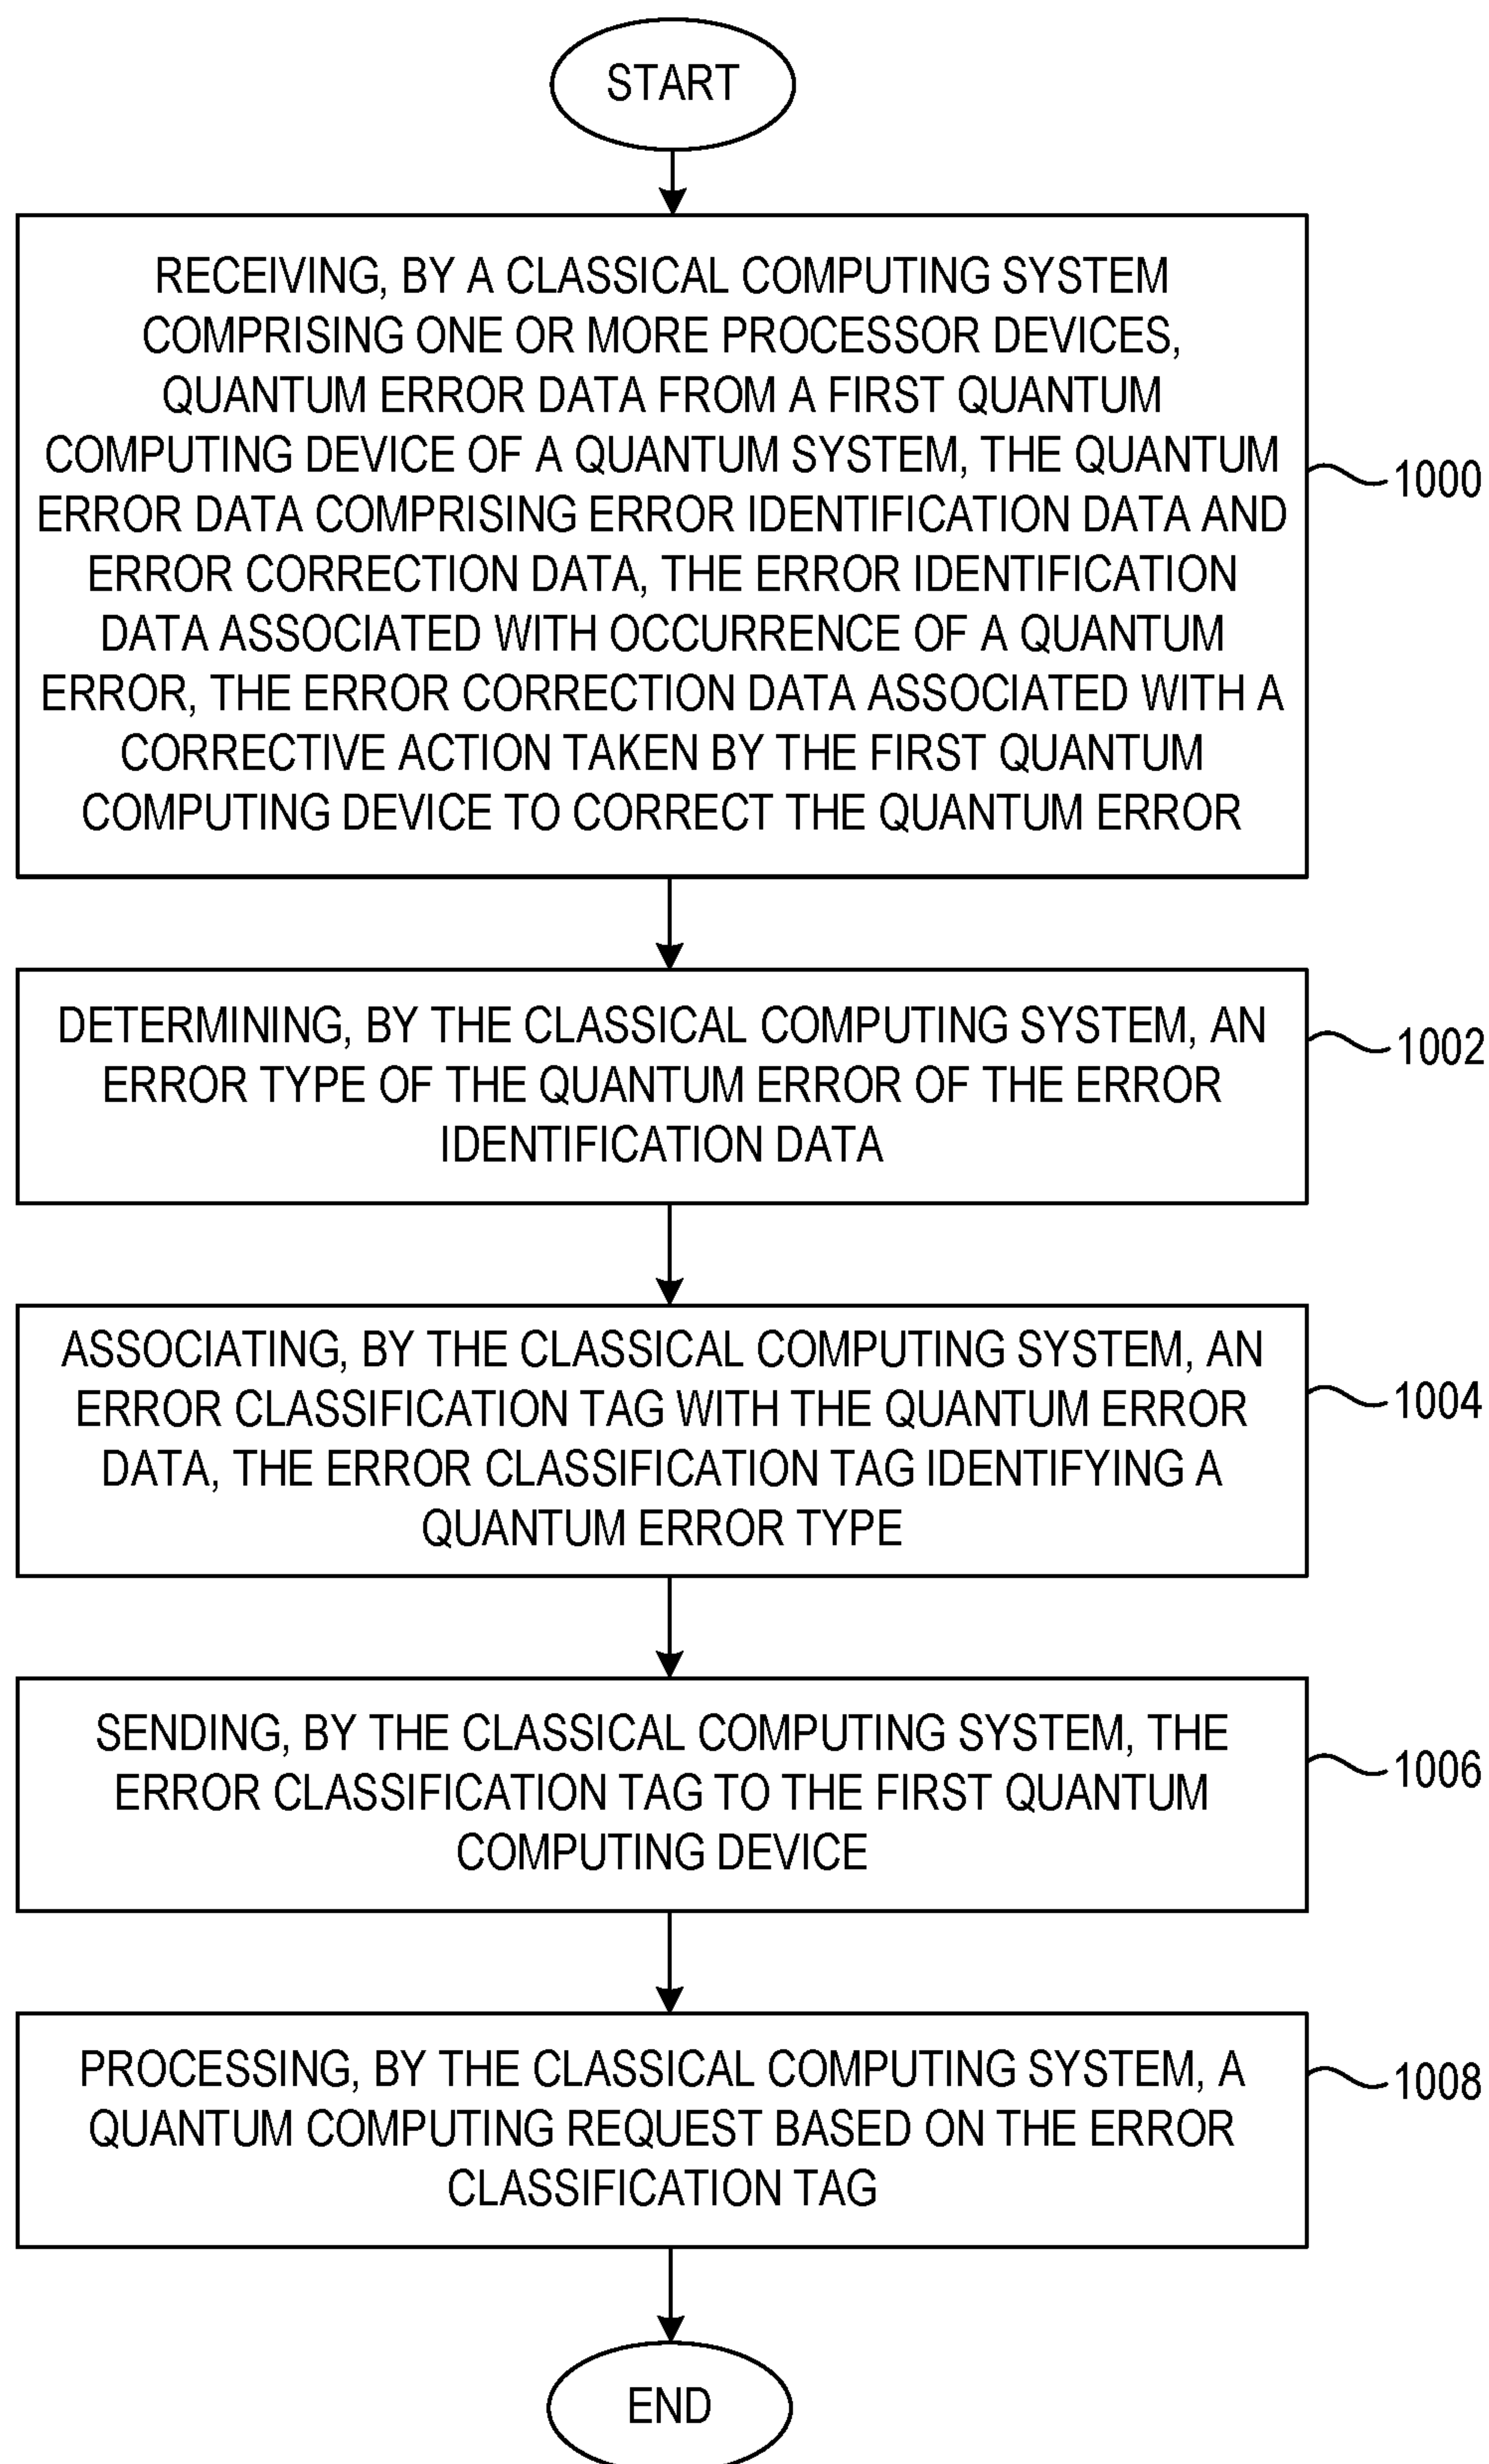 START
RECEIVING, BY A CLASSICAL COMPUTING SYSTEM
COMPRISING ONE OR MORE PROCESSOR DEVICES,
QUANTUM ERROR DATA FROM A FIRST QUANTUM
COMPUTING DEVICE OF A QUANTUM SYSTEM, THE QUANTUM
ERROR DATA COMPRISING ERROR IDENTIFICATION DATA AND
ERROR CORRECTION DATA, THE ERROR IDENTIFICATION
DATA ASSOCIATED WITH OCCURRENCE OF A QUANTUM
ERROR, THE ERROR CORRECTION DATA ASSOCIATED WITH A
CORRECTIVE ACTION TAKEN BY THE FIRST QUANTUM
COMPUTING DEVICE TO CORRECT THE QUANTUM ERROR
1000
DETERMINING, BY THE CLASSICAL COMPUTING SYSTEM, AN
ERROR TYPE OF THE QUANTUM ERROR OF THE ERROR
IDENTIFICATION DATA
1002
ASSOCIATING, BY THE CLASSICAL COMPUTING SYSTEM, AN
ERROR CLASSIFICATION TAG WITH THE QUANTUM ERROR
DATA, THE ERROR CLASSIFICATION TAG IDENTIFYING A
QUANTUM ERROR TYPE
1004
SENDING, BY THE CLASSICAL COMPUTING SYSTEM, THE
ERROR CLASSIFICATION TAG TO THE FIRST QUANTUM
COMPUTING DEVICE
1006
PROCESSING, BY THE CLASSICAL COMPUTING SYSTEM, A
QUANTUM COMPUTING REQUEST BASED ON THE ERROR
CLASSIFICATION TAG
1008
END